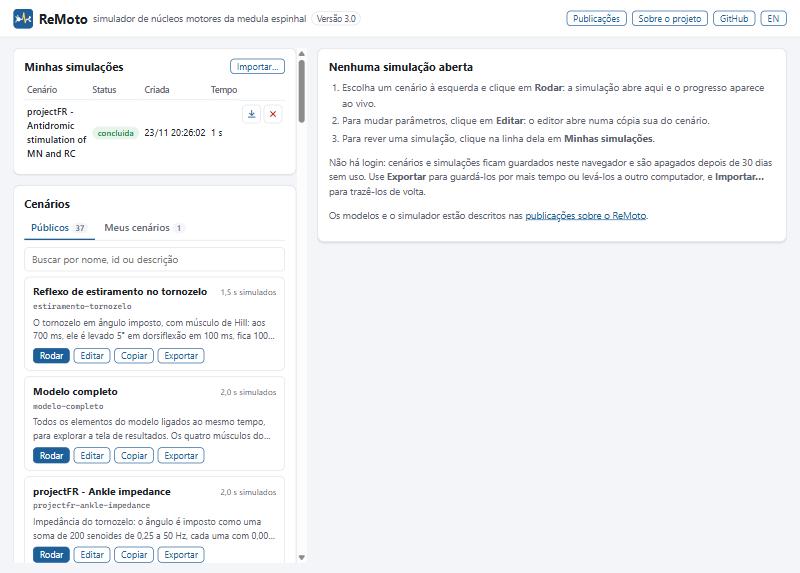 ReMoto simulador de núcleos motores da medula espinhal Versão 3.0
Publicações Sobre o projeto GitHub EN
Minhas simulações Importar...
Cenário Status Criada Tempo
projectFR -
Antidromic
stimulation of
MN and RC
concluída 23/11 20:26:02 1 s
Cenários
Públicos 37 Meus cenários 1
Buscar por nome, id ou descrição
Reflexo de estiramento no tornozelo 1,5 s simulados
estiramento-tornozelo
O tornozelo em ângulo imposto, com músculo de Hill: aos
700 ms, ele é levado 5° em dorsiflexão em 100 ms, fica 100...
Rodar Editar Copiar Exportar
Modelo completo 2,0 s simulados
modelo-completo
Todos os elementos do modelo ligados ao mesmo tempo,
para explorar a tela de resultados. Os quatro músculos do...
Rodar Editar Copiar Exportar
projectFR - Ankle impedance 2,0 s simulados
projectfr-ankle-impedance
Impedância do tornozelo: o ângulo é imposto como uma
soma de 200 senoides de 0,25 a 50 Hz, cada uma com 0,00...
Rodar Editar Copiar Exportar
Nenhuma simulação aberta
1. Escolha um cenário à esquerda e clique em Rodar: a simulação abre aqui e o progresso aparece
ao vivo.
2. Para mudar parâmetros, clique em Editar: o editor abre numa cópia sua do cenário.
3. Para rever uma simulação, clique na linha dela em Minhas simulações.
Não há login: cenários e simulações ficam guardados neste navegador e são apagados depois de 30 dias
sem uso. Use Exportar para guardá-los por mais tempo ou levá-los a outro computador, e Importar...
para trazê-los de volta.
Os modelos e o simulador estão descritos nas publicações sobre o ReMoto.